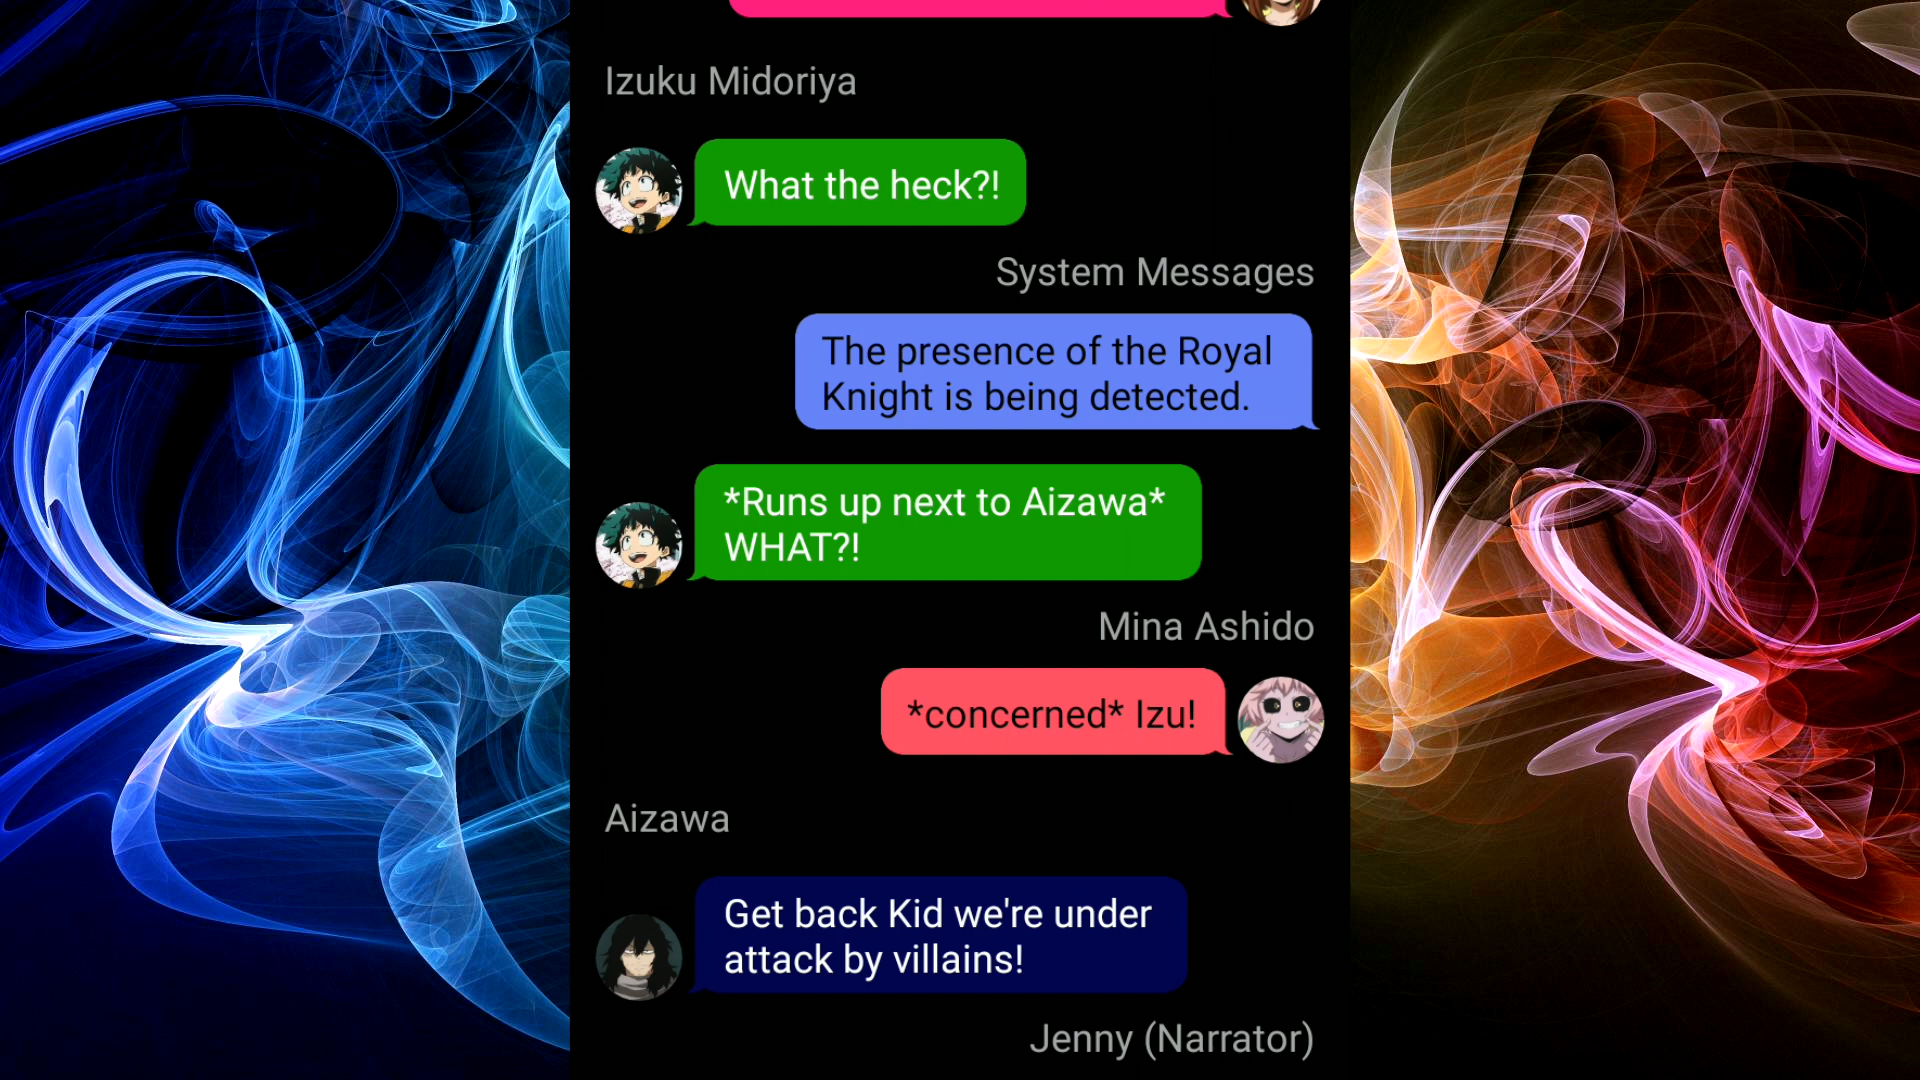 Izuku Midoriya
What the heck?!
System Messages
The presence of the Royal
Knight is being detected.
*Runs up next to Aizawa*
WHAT?!
Mina Ashido
*concerned* Izu!
Aizawa
Get back Kid we're under
attack by villains!
Jenny (Narrator)